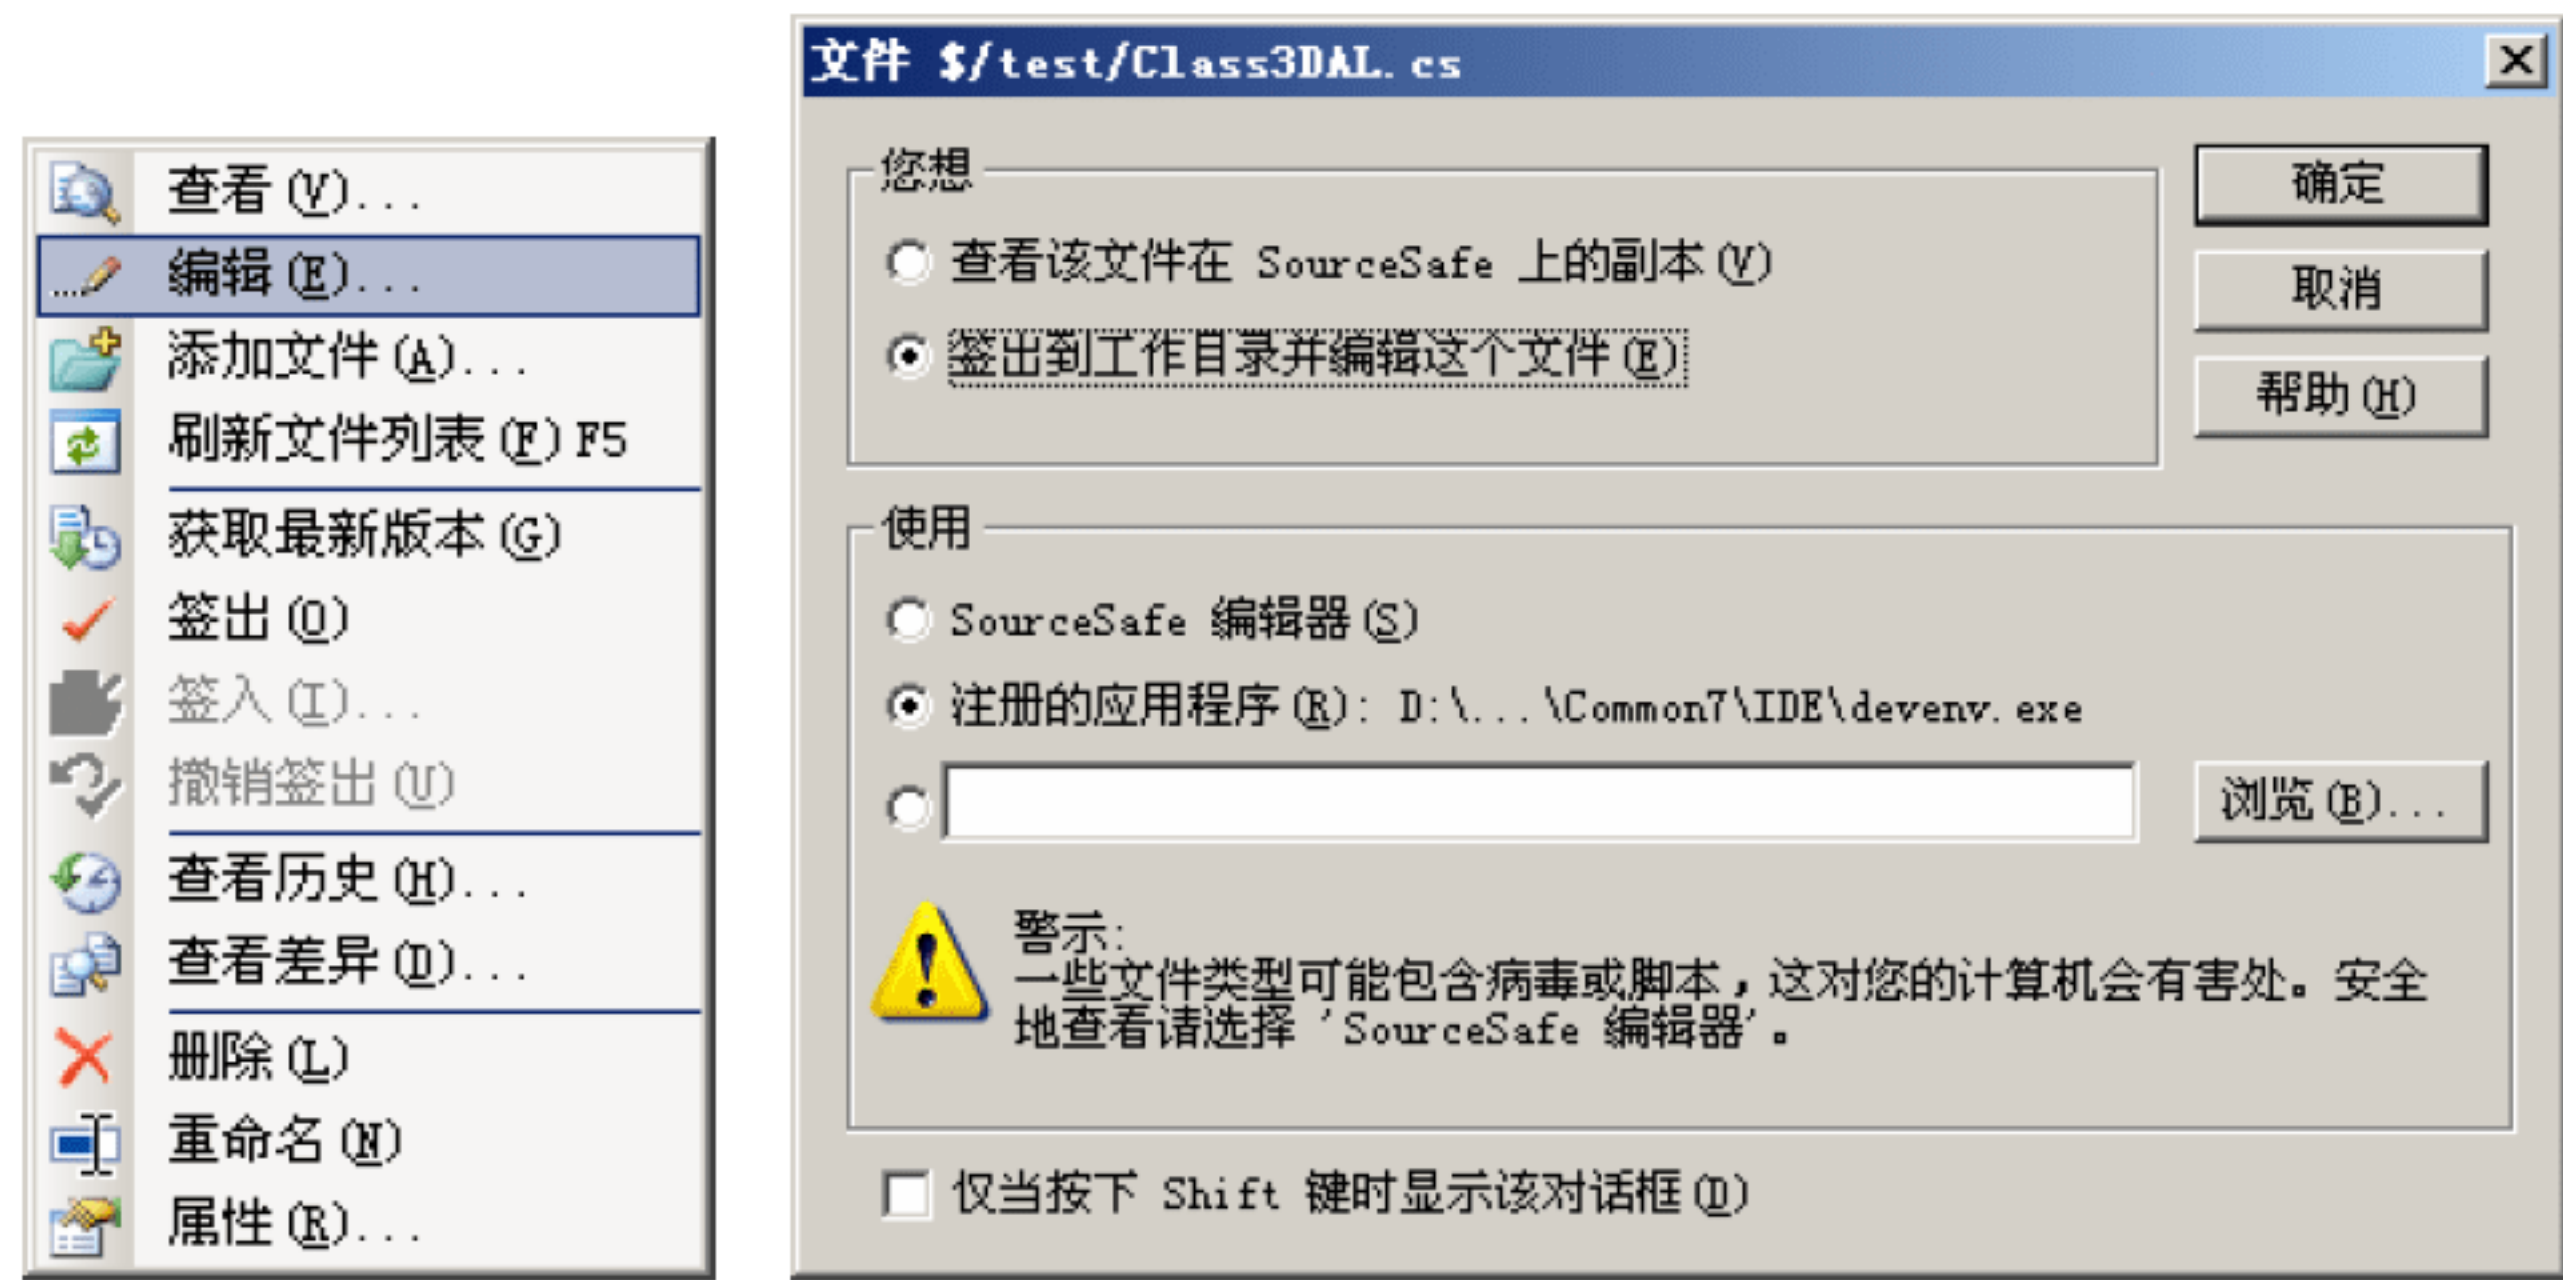 查看(V)...
编辑(E)...
添加文件(A)...
刷新文件列表(F) F5
获取最新版本(G)
签出(O)
签入(I)...
撤销签出(U)
查看历史(H)...
查看差异(D)...
删除(L)
重命名(N)
属性(R)...
文件 $/test/Class3DAL.cs
您想
查看该文件在 SourceSafe 上的副本(V)
签出到工作目录并编辑这个文件(E)
确定
取消
帮助(H)
使用
SourceSafe 编辑器(S)
注册的应用程序(R): D:\...\Common7\IDE\devenv.exe
浏览(B)...
警示:
一些文件类型可能包含病毒或脚本，这对您的计算机会有害处。安全
地查看请选择 'SourceSafe 编辑器'。
仅当按下 Shift 键时显示该对话框(D)